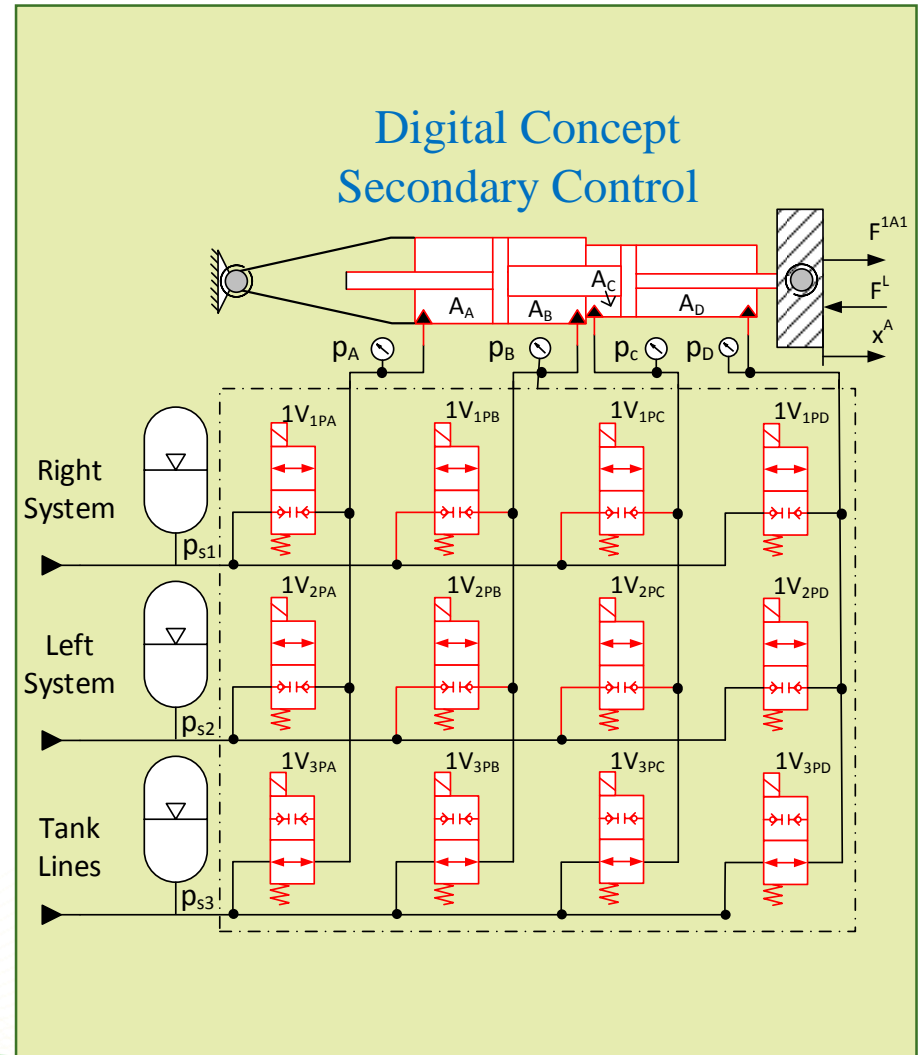 Digital Concept
Secondary Control
F1A1
FL
xA
AA
AB
AC
AD
pA
pB
pc
pD
1V1PA
1V1PB
1V1PC
1V1PD
Right
System
ps1
1V2PA
1V2PB
1V2PC
1V2PD
Left
System
ps2
1V3PA
1V3PB
1V3PC
1V3PD
Tank
Lines
ps3